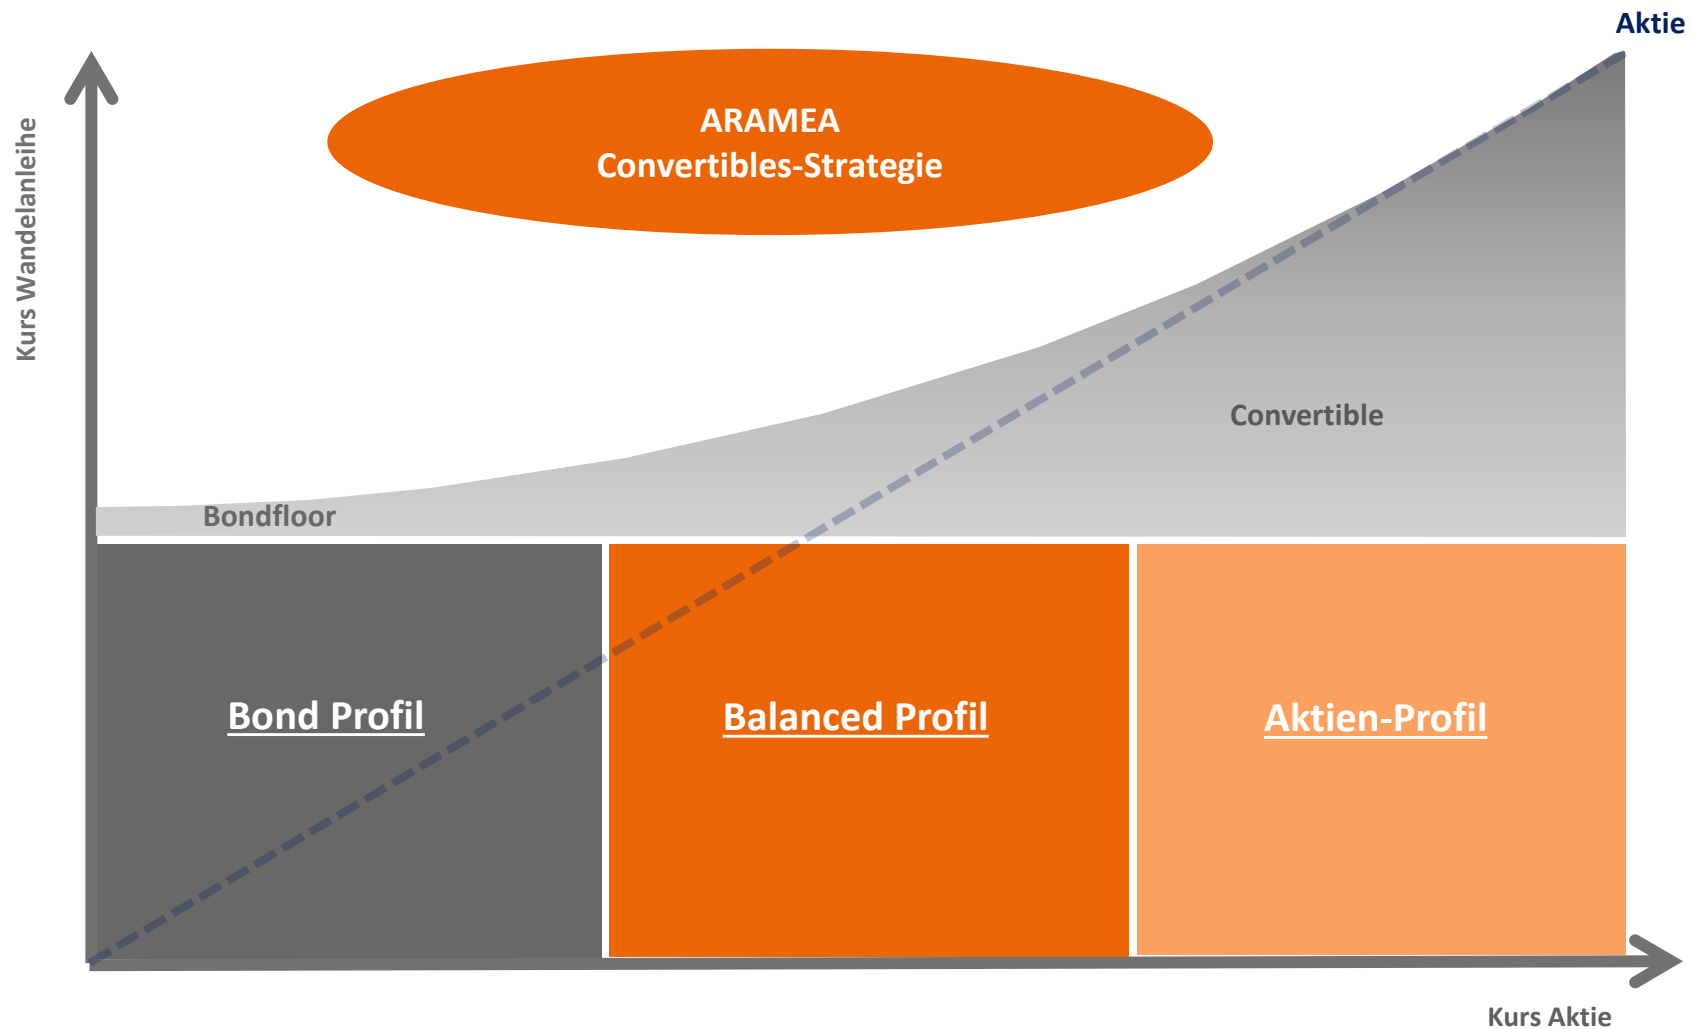 Aktie
ARAMEA
Convertibles-Strategie
Kurs Wandelanleihe
Convertible
Bondfloor
Bond Profil
Balanced Profil
Aktien-Profil
Kurs Aktie